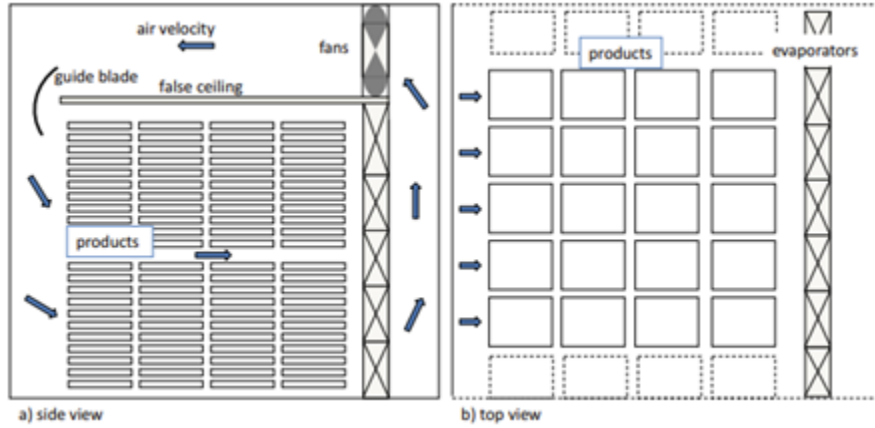 air velocity
fans
guide blade
false ceiling
products
a) side view
products
evaporators
b) top view